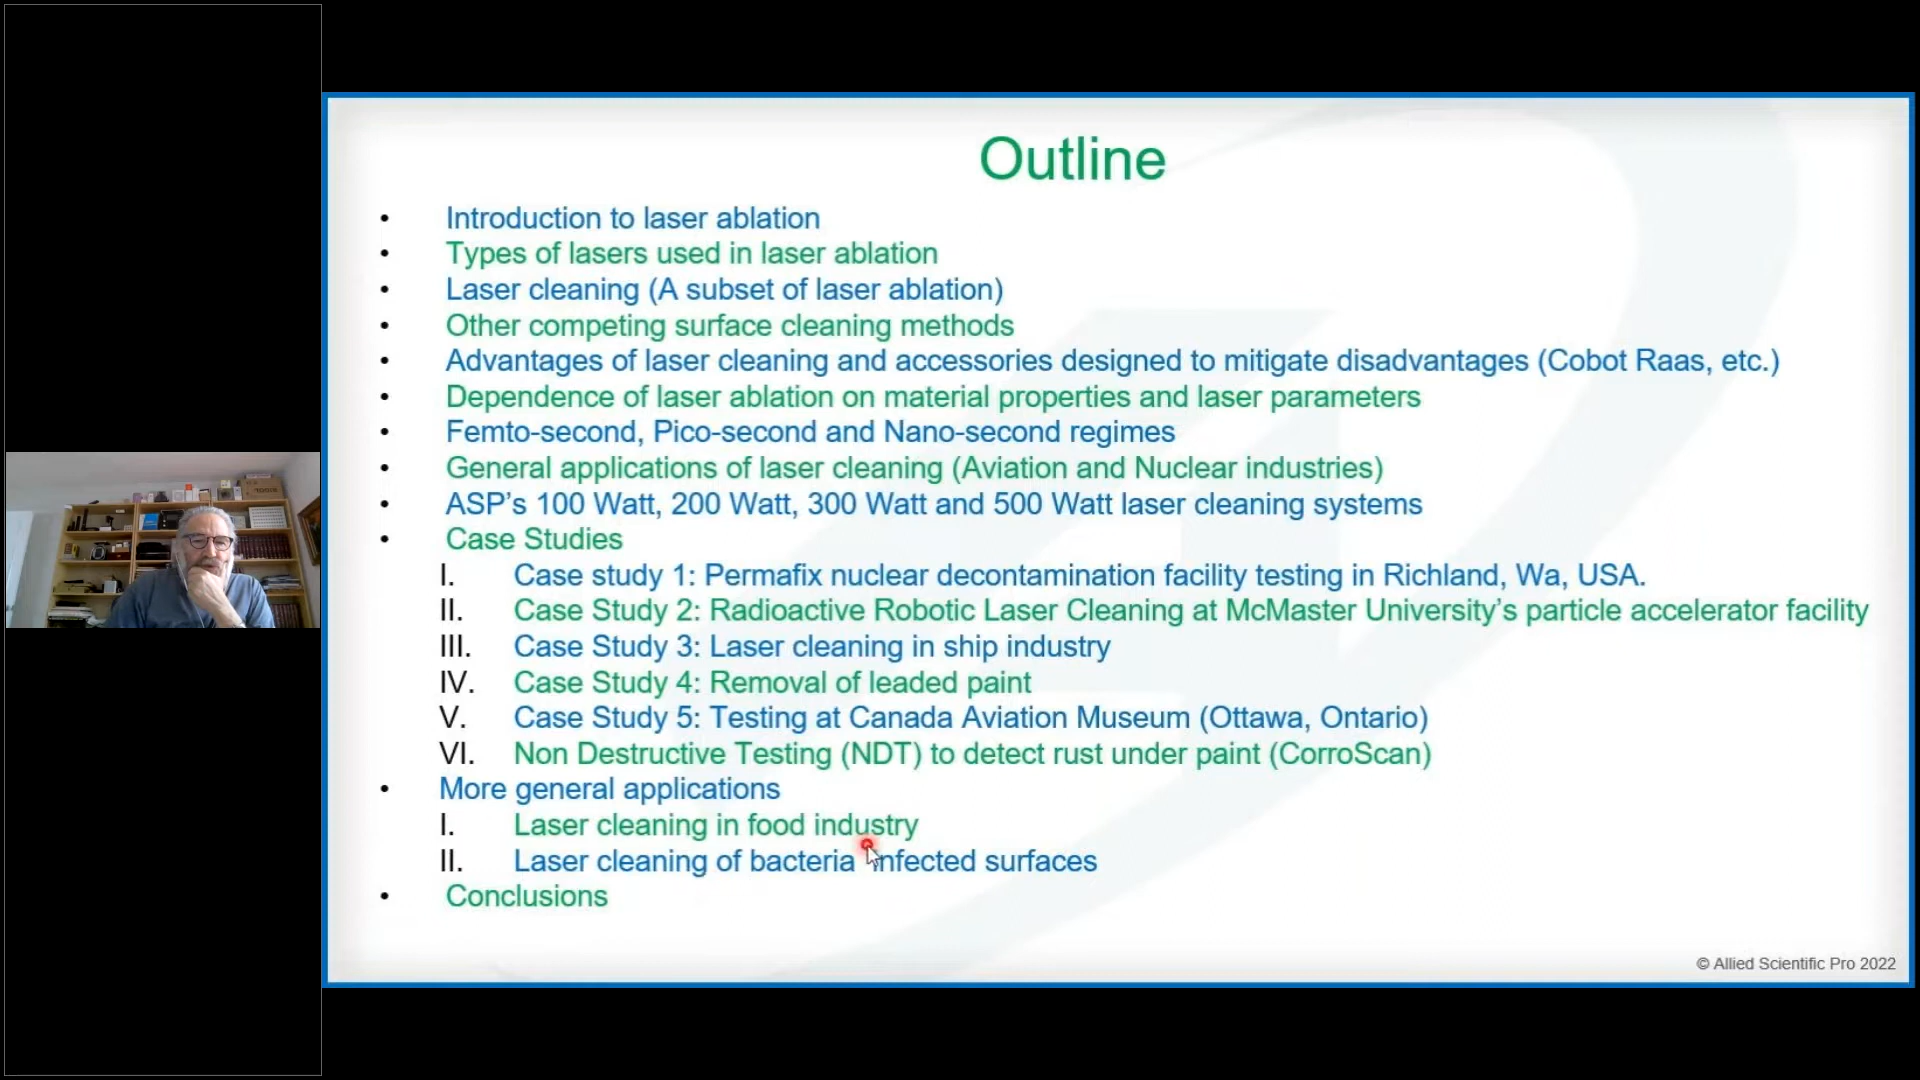 Outline
• Introduction to laser ablation
• Types of lasers used in laser ablation
• Laser cleaning (A subset of laser ablation)
• Other competing surface cleaning methods
• Advantages of laser cleaning and accessories designed to mitigate disadvantages (Cobot Raas, etc.)
• Dependence of laser ablation on material properties and laser parameters
• Femto-second, Pico-second and Nano-second regimes
• General applications of laser cleaning (Aviation and Nuclear industries)
• ASP’s 100 Watt, 200 Watt, 300 Watt and 500 Watt laser cleaning systems
• Case Studies
I. Case study 1: Permafix nuclear decontamination facility testing in Richland, Wa, USA.
II. Case Study 2: Radioactive Robotic Laser Cleaning at McMaster University’s particle accelerator facility
III. Case Study 3: Laser cleaning in ship industry
IV. Case Study 4: Removal of leaded paint
V. Case Study 5: Testing at Canada Aviation Museum (Ottawa, Ontario)
VI. Non Destructive Testing (NDT) to detect rust under paint (CorroScan)
• More general applications
I. Laser cleaning in food industry
II. Laser cleaning of bacteria infected surfaces
• Conclusions
© Allied Scientific Pro 2022